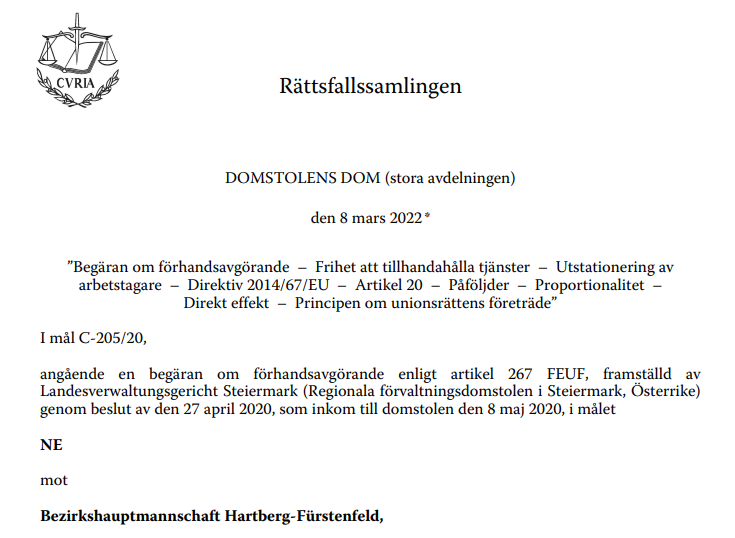 CVRIA
Rättsfallssamlingen
DOMSTOLENS DOM (stora avdelningen)
den 8 mars 2022*
”Begäran om förhandsavgörande – Frihet att tillhandahålla tjänster – Utstationering av
arbetstagare – Direktiv 2014/67/EU – Artikel 20 – Påföljder – Proportionalitet –
Direkt effekt – Principen om unionsrättens företräde”
I mål C-205/20,
angående en begäran om förhandsavgörande enligt artikel 267 FEUF, framställd av
Landesverwaltungsgericht Steiermark (Regionala förvaltningsdomstolen i Steiermark, Österrike)
genom beslut av den 27 april 2020, som inkom till domstolen den 8 maj 2020, i målet
NE
mot
Bezirkshauptmannschaft Hartberg-Fürstenfeld,